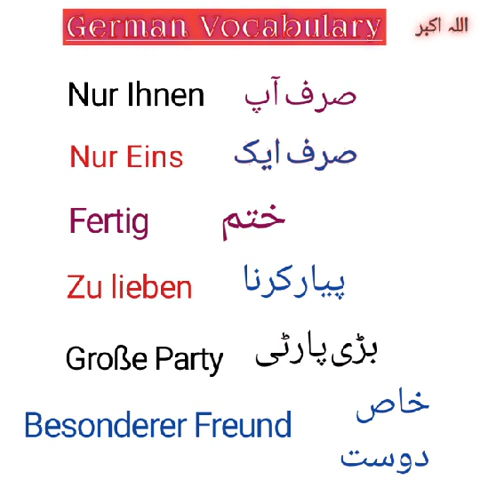 German Vocabulary اللہ اکبر
Nur Ihnen صرف آپ
Nur Eins صرف ایک
Fertig ختم
Zu lieben پیار کرنا
Große Party بڑی پارٹی
Besonderer Freund خاص
دوست